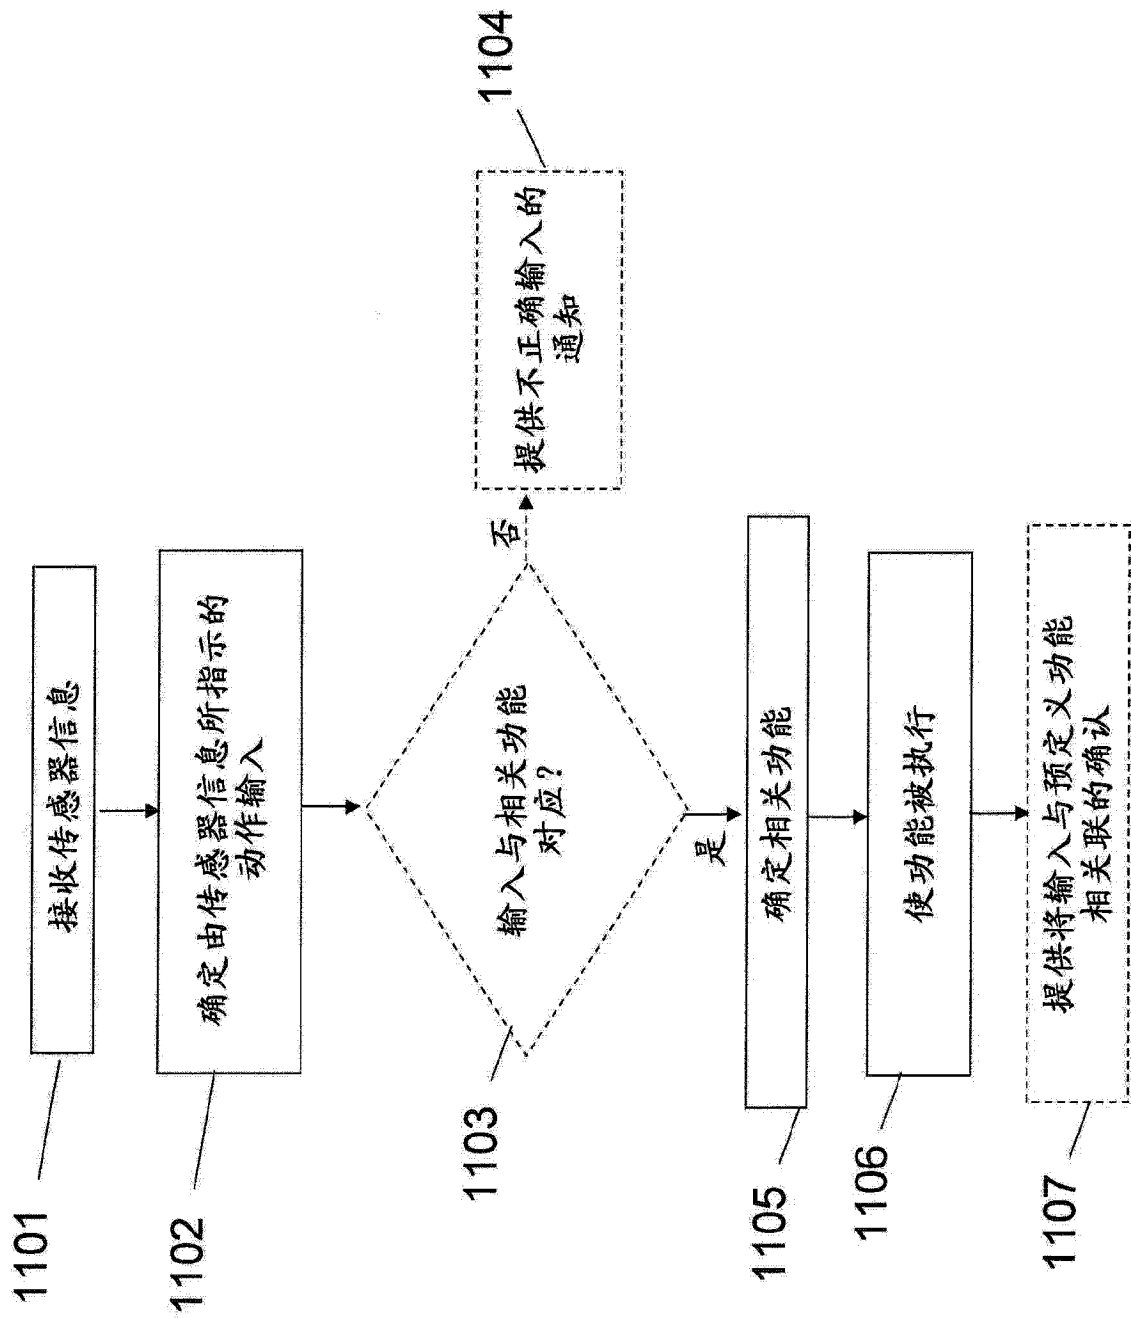 1101
接收传感器信息
1102
确定由传感器信息所指示的
动作输入
1103
输入与相关功能
对应?
否
1104
提供不正确输入的
通知
是
1105
确定相关功能
1106
使功能被执行
1107
提供将输入与预定义功能
相关联的确认